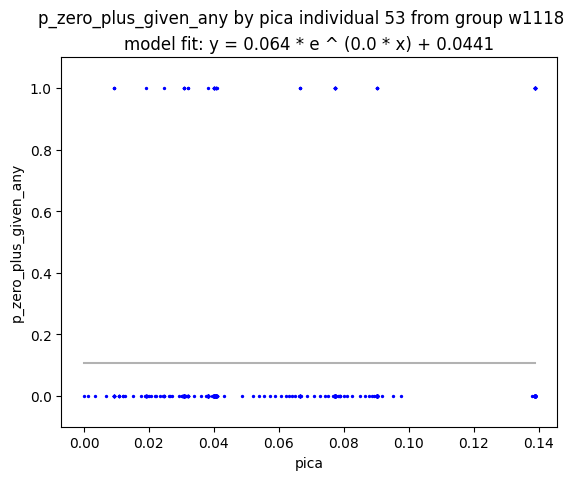 p_zero_plus_given_any by pica individual 53 from group w1118
model fit: y = 0.064 * e ^ (0.0 * x) + 0.0441
1.0
0.8
0.6
0.4
0.2
0.0
p_zero_plus_given_any
0.00 0.02 0.04 0.06 0.08 0.10 0.12 0.14
pica